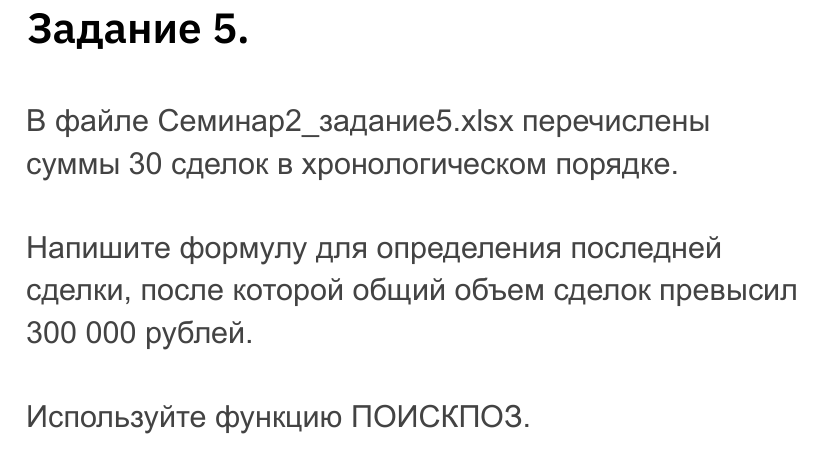 Задание 5.
В файле Семинар2_задание5.xlsx перечислены
суммы 30 сделок в хронологическом порядке.
Напишите формулу для определения последней
сделки, после которой общий объем сделок превысил
300 000 рублей.
Используйте функцию ПОИСКПОЗ.